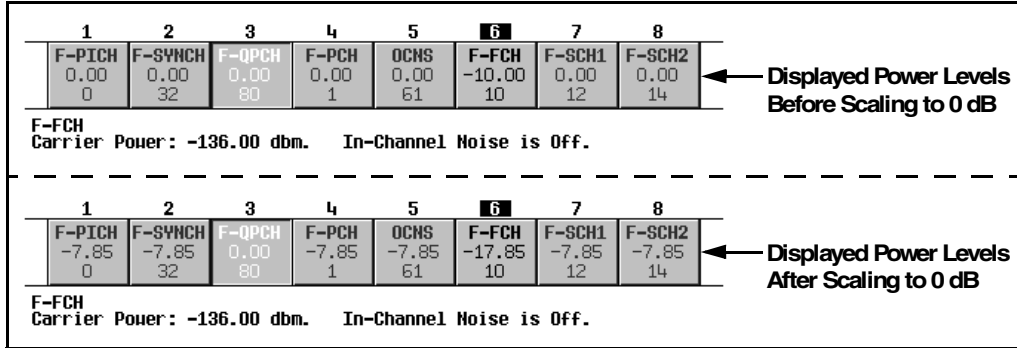 1 2 3 4 5 6 7 8
F-PICH F-SYNCH F-QPCH F-PCH OCNS F-FCH F-SCH1 F-SCH2
0.00 0.00 0.00 0.00 0.00 -10.00 0.00 0.00
0 32 80 1 61 10 12 14
Displayed Power Levels
Before Scaling to 0 dB
F-FCH
Carrier Power: -136.00 dbm. In-Channel Noise is Off.
1 2 3 4 5 6 7 8
F-PICH F-SYNCH F-QPCH F-PCH OCNS F-FCH F-SCH1 F-SCH2
-7.85 -7.85 0.00 -7.85 -7.85 -17.85 -7.85 -7.85
0 32 80 1 61 10 12 14
Displayed Power Levels
After Scaling to 0 dB
F-FCH
Carrier Power: -136.00 dbm. In-Channel Noise is Off.